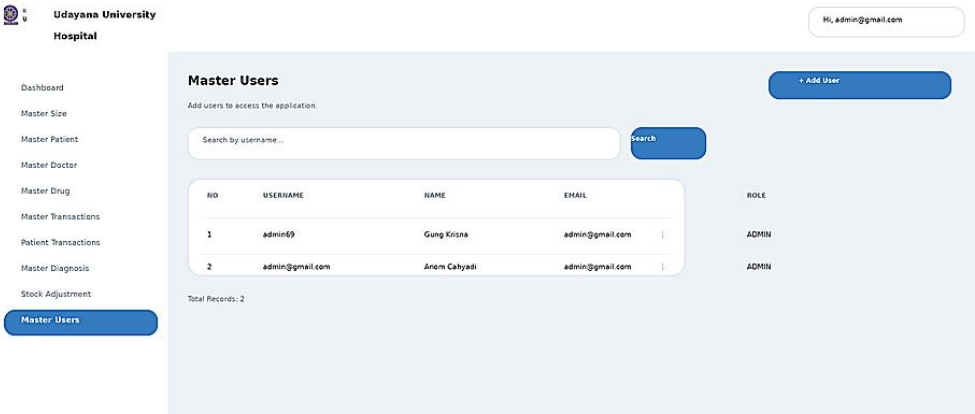 Udayana University
Hospital
Hi, admin@gmail.com
Dashboard
Master Size
Master Patient
Master Doctor
Master Drug
Master Transactions
Patient Transactions
Master Diagnosis
Stock Adjustment
Master Users
Master Users
+ Add User
Add users to access the application.
Search by username...
Search
NO USERNAME NAME EMAIL ROLE
1 admin69 Gung Krisna admin@gmail.com ⋮ ADMIN
2 admin@gmail.com Anom Cahyadi admin@gmail.com ⋮ ADMIN
Total Records: 2